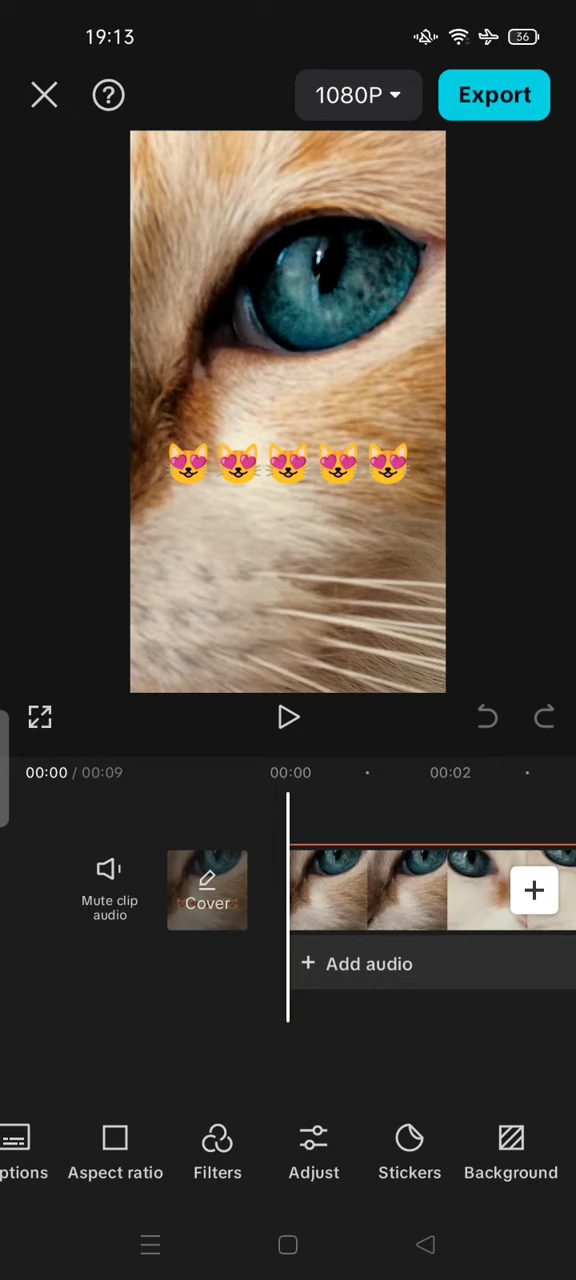 19:13
36
1080P
Export
😻😻😻😻😻
00:00 / 00:09
00:00
00:02
Mute clip
audio
Cover
Add audio
ptions
Aspect ratio
Filters
Adjust
Stickers
Background